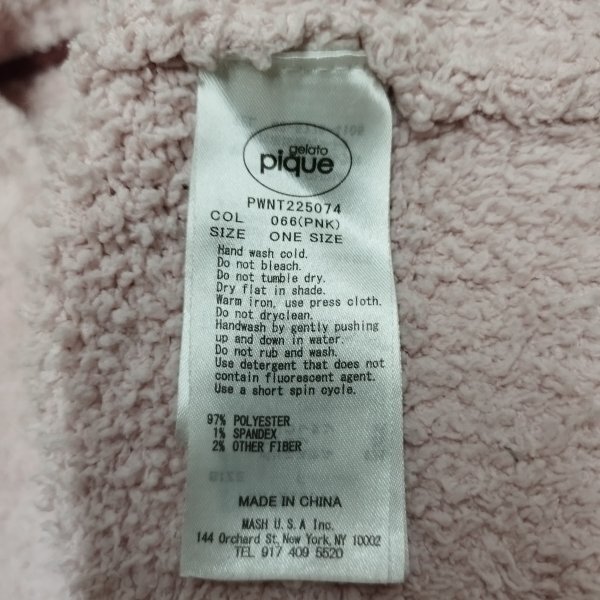 gelato
pique
PWNT225074
COL 066(PNK)
SIZE ONE SIZE
Hand wash cold.
Do not bleach.
Do not tumble dry.
Dry flat in shade.
Warm iron, use press cloth.
Do not dryclean.
Handwash by gently pushing
up and down in water.
Do not rub and wash.
Use detergent that does not
contain fluorescent agent.
Use a short spin cycle.
97% POLYESTER
1% SPANDEX
2% OTHER FIBER
MADE IN CHINA
MASH U.S.A Inc.
144 Orchard St, New York, NY 10002
TEL 917 409 5520